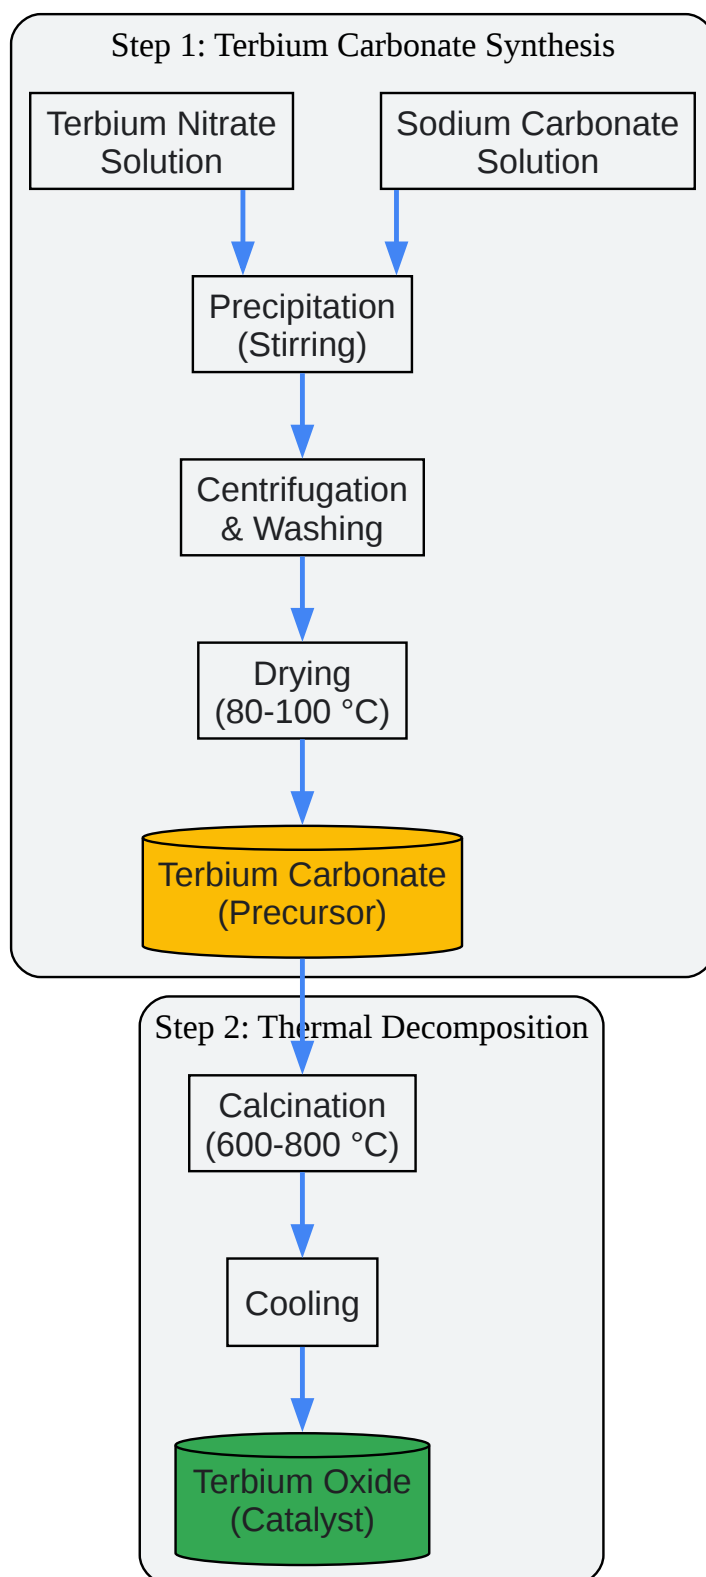 Step 1: Terbium Carbonate Synthesis
Terbium Nitrate
Solution
Sodium Carbonate
Solution
Precipitation
(Stirring)
Centrifugation
& Washing
Drying
(80-100 °C)
Terbium Carbonate
(Precursor)
Step 2: Thermal Decomposition
Calcination
(600-800 °C)
Cooling
Terbium Oxide
(Catalyst)